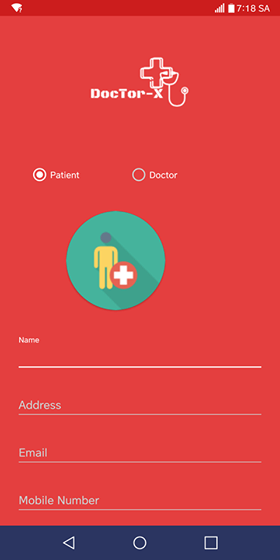 7:18 SA
DocTor-X
Patient
Doctor
Name
Address
Email
Mobile Number